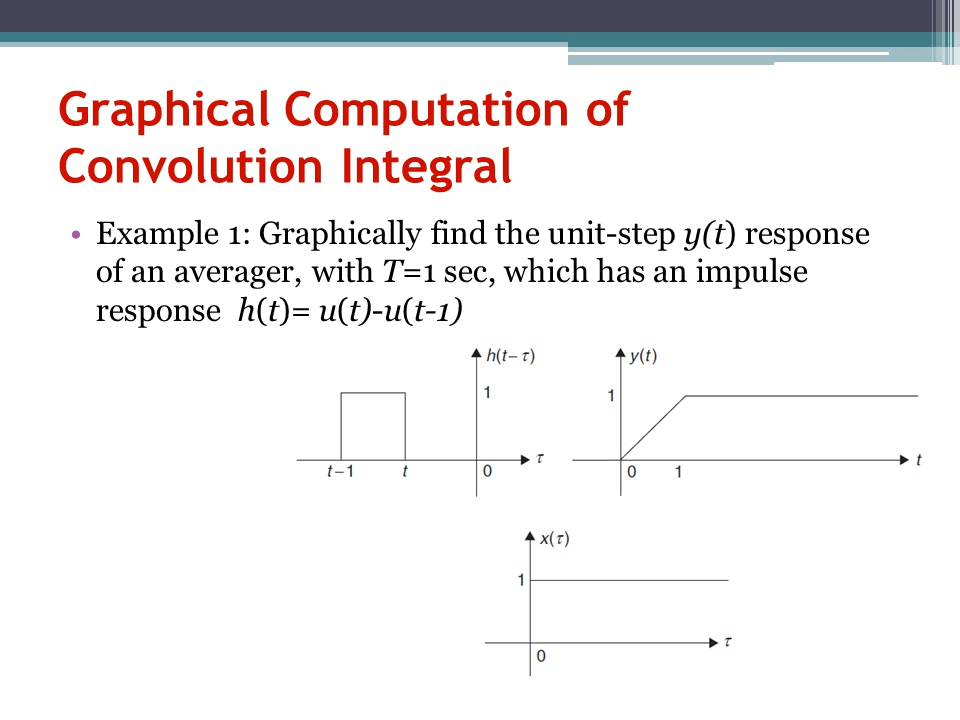 Graphical Computation of
Convolution Integral
• Example 1: Graphically find the unit-step y(t) response
of an averager, with T=1 sec, which has an impulse
response h(t)= u(t)-u(t-1)
h(t– τ)
1
t–1
t
0
τ
y(t)
1
0
1
t
x(τ)
1
0
τ